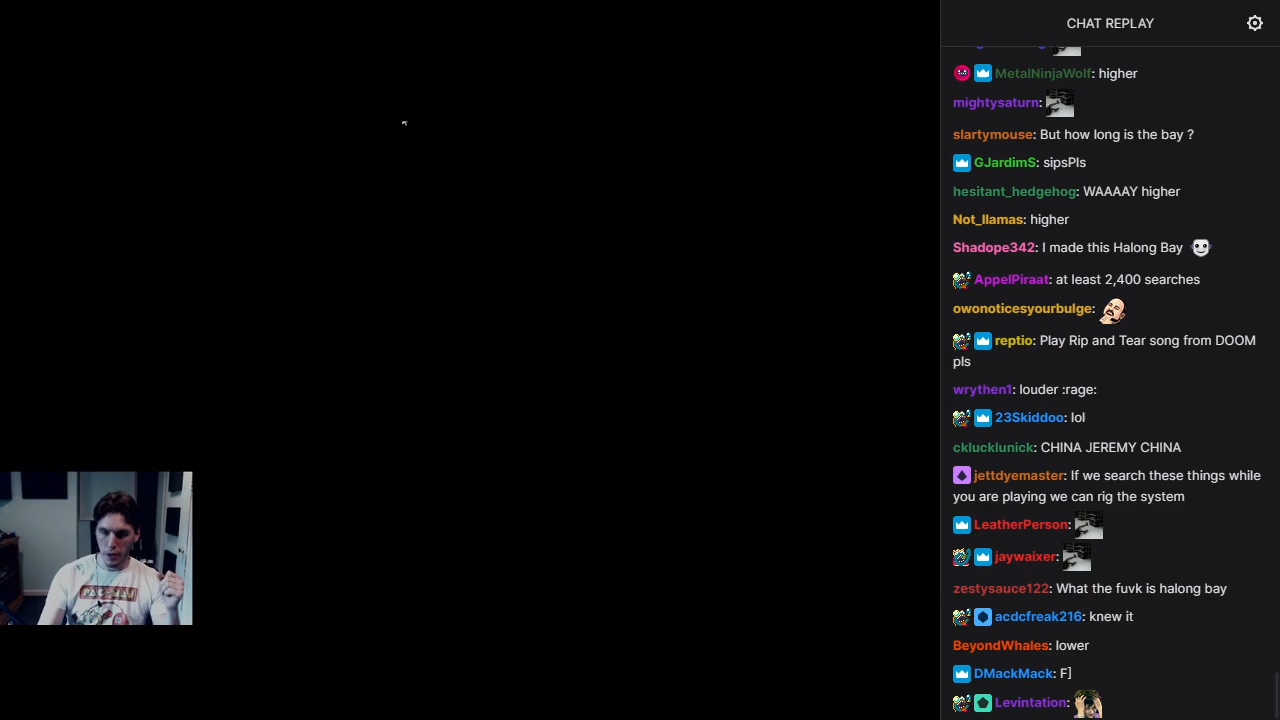 CHAT REPLAY
MetalNinjaWolf: higher
mightysaturn:
slartymouse: But how long is the bay ?
GJardimS: sipsPls
hesitant_hedgehog: WAAAAY higher
Not_llamas: higher
Shadope342: I made this Halong Bay
AppelPiraat: at least 2,400 searches
owonoticesyourbulge:
reptio: Play Rip and Tear song from DOOM
pls
wrythen1: louder :rage:
23Skiddoo: lol
cklucklunick: CHINA JEREMY CHINA
jettdyemaster: If we search these things while
you are playing we can rig the system
LeatherPerson:
jaywaixer:
zestysauce122: What the fuvk is halong bay
acdcfreak216: knew it
BeyondWhales: lower
DMackMack: F]
Levintation:
PAC-MAN